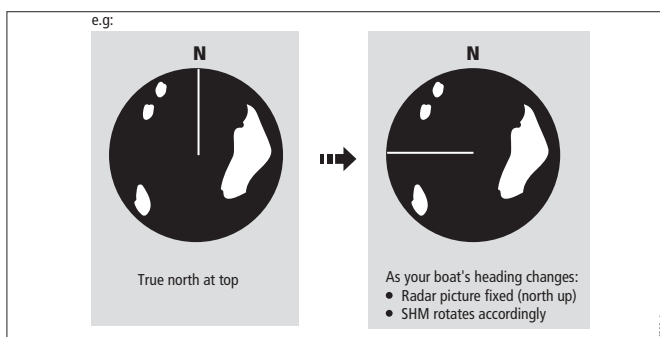 e.g:
N
True north at top
N
As your boat's heading changes:
● Radar picture fixed (north up)
● SHM rotates accordingly